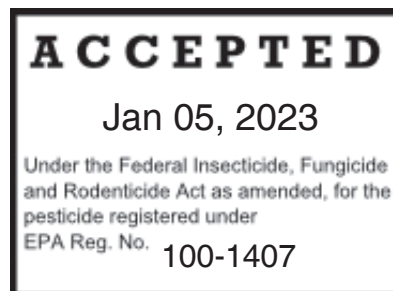 ACCEPTED
Jan 05, 2023
Under the Federal Insecticide, Fungicide
and Rodenticide Act as amended, for the
pesticide registered under
EPA Reg. No. 100-1407